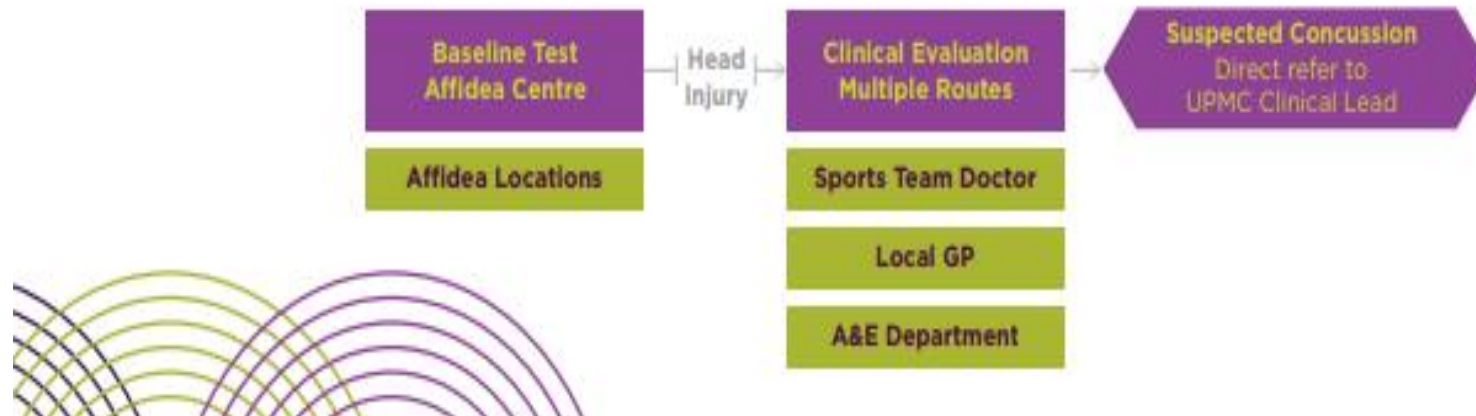 Baseline Test
Affidea Centre
Head
Injury
Clinical Evaluation
Multiple Routes
Suspected Concussion
Direct refer to
UPMC Clinical Lead
Affidea Locations
Sports Team Doctor
Local GP
A&E Department